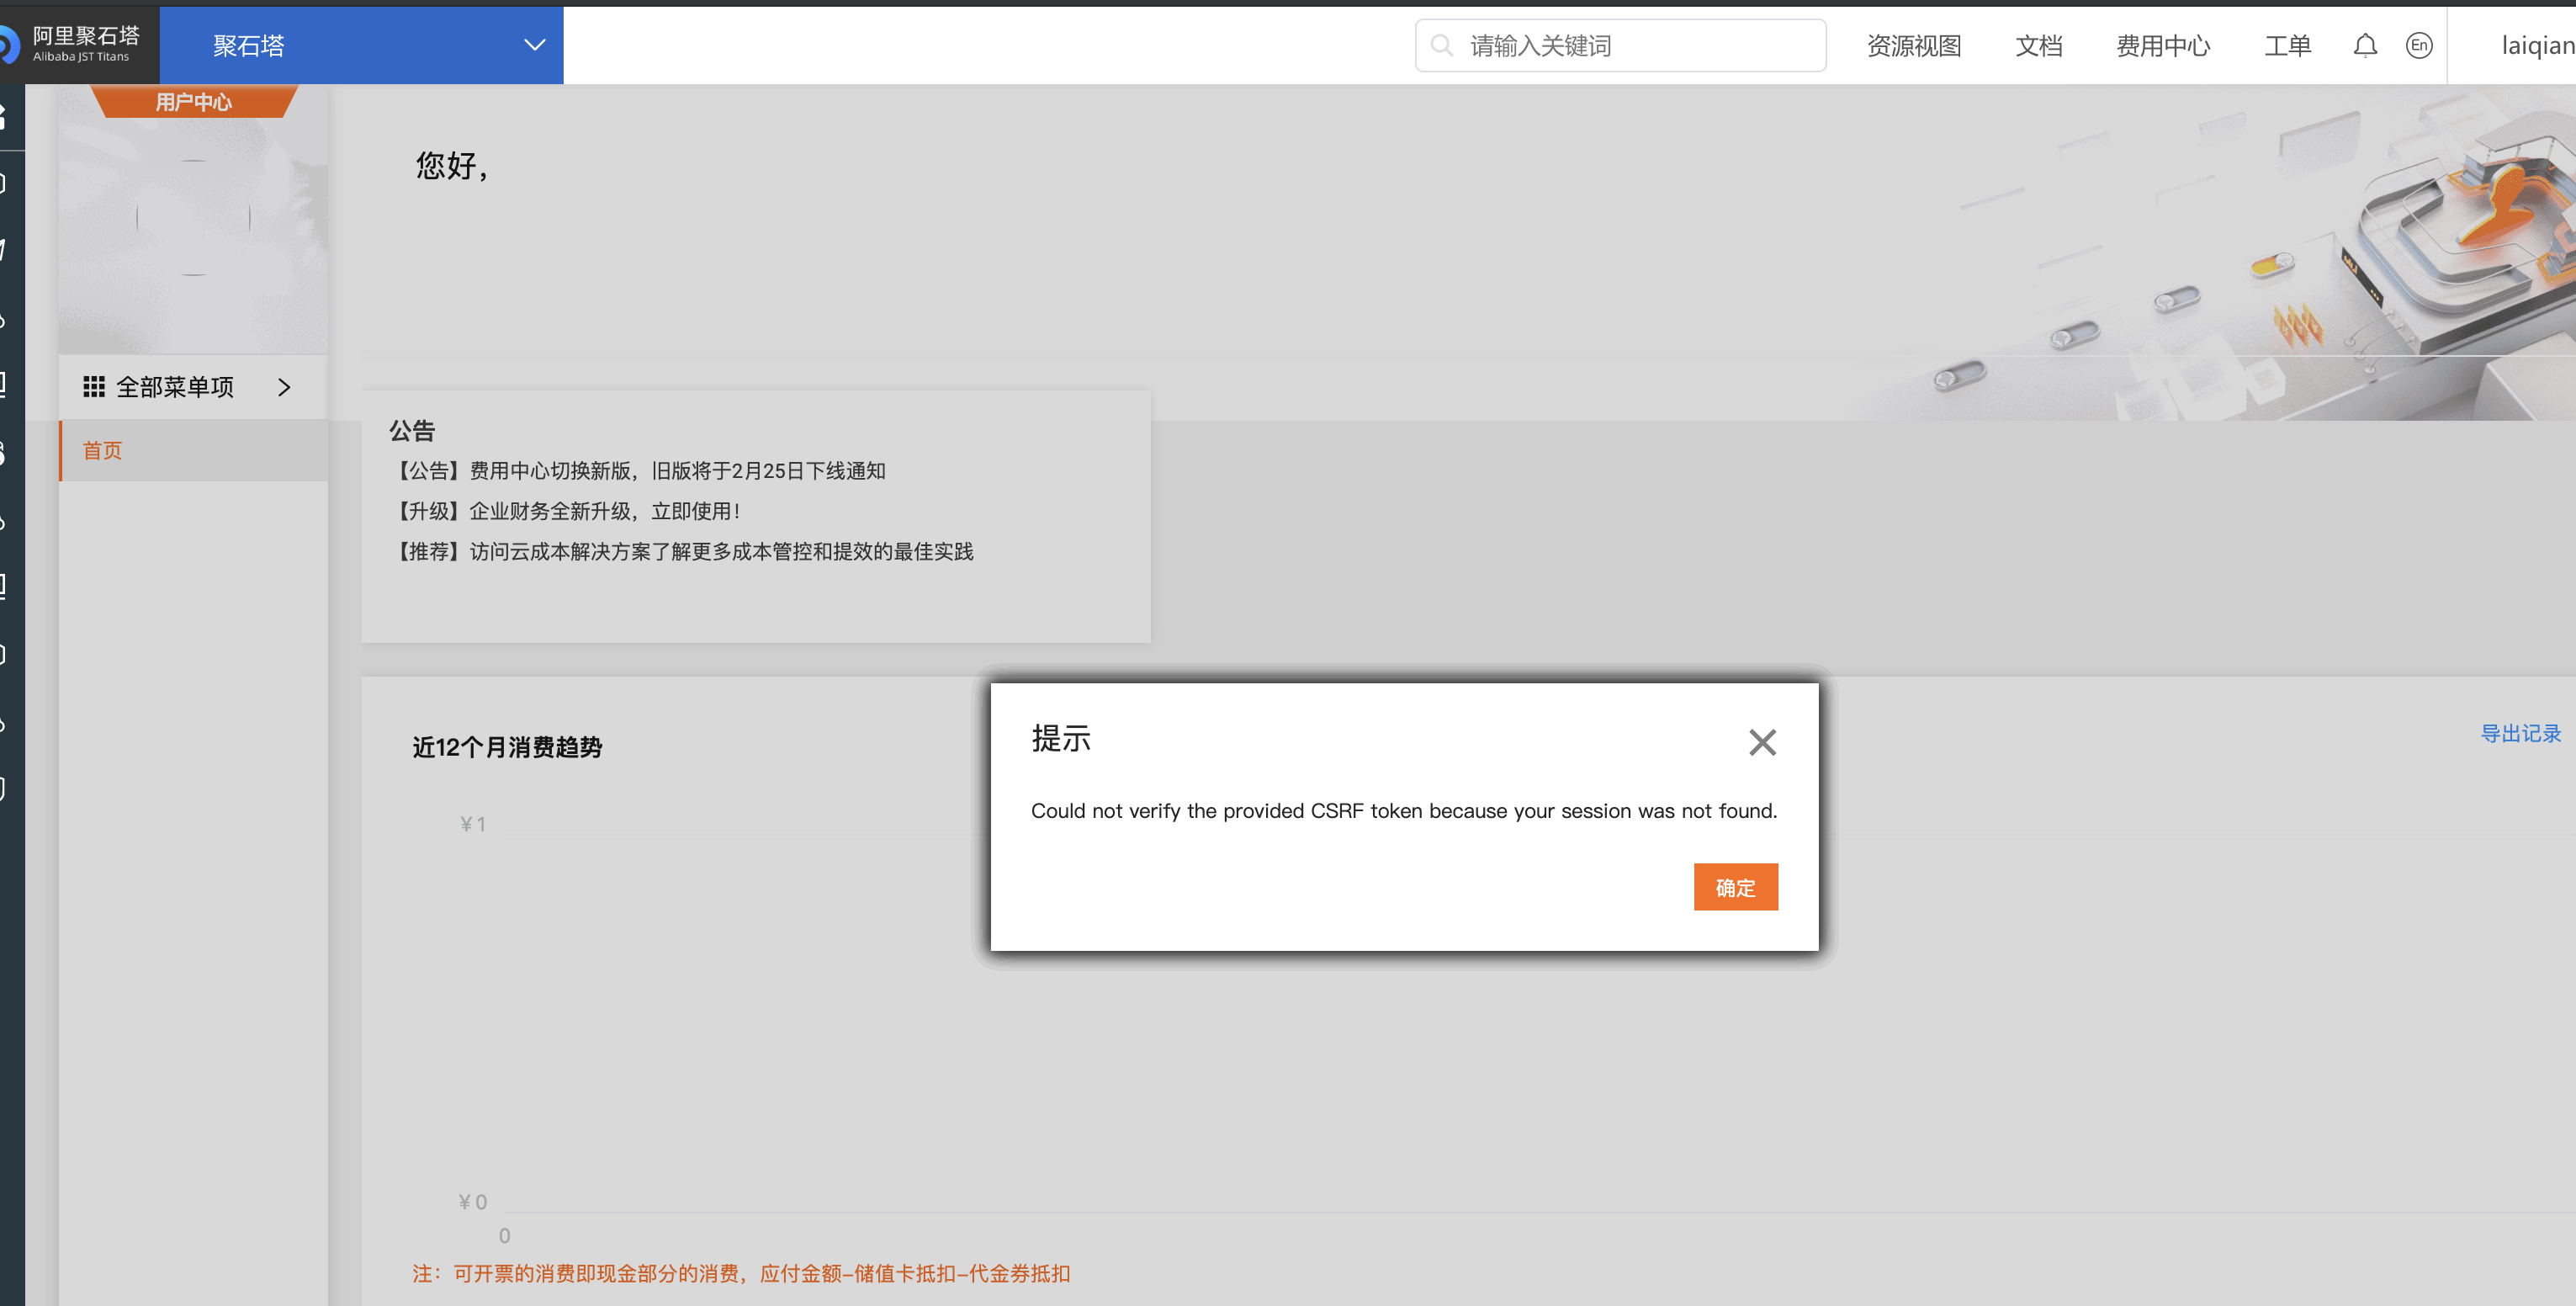 阿里聚石塔
Alibaba JST Titans
聚石塔
请输入关键词
资源视图
文档
费用中心
工单
En
laiqian
用户中心
您好,
全部菜单项
首页
公告
【公告】费用中心切换新版，旧版将于2月25日下线通知
【升级】企业财务全新升级，立即使用！
【推荐】访问云成本解决方案了解更多成本管控和提效的最佳实践
近12个月消费趋势
导出记录
提示
Could not verify the provided CSRF token because your session was not found.
确定
¥ 1
¥ 0
0
注：可开票的消费即现金部分的消费，应付金额-储值卡抵扣-代金券抵扣